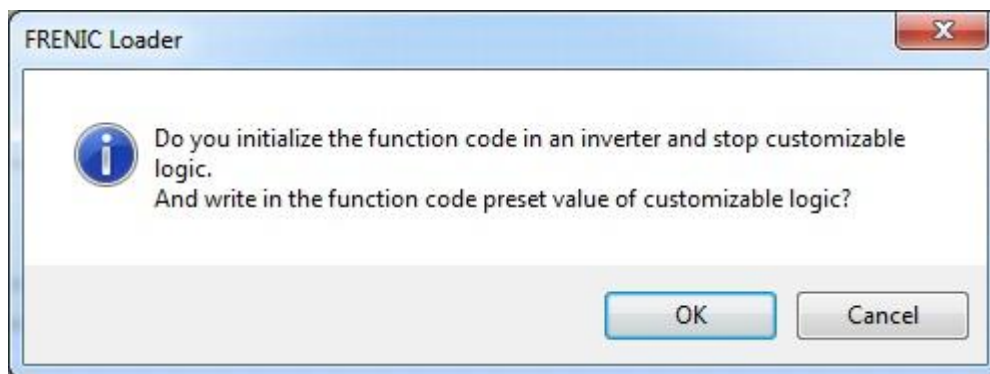 FRENIC Loader
Do you initialize the function code in an inverter and stop customizable
logic.
And write in the function code preset value of customizable logic?
OK
Cancel